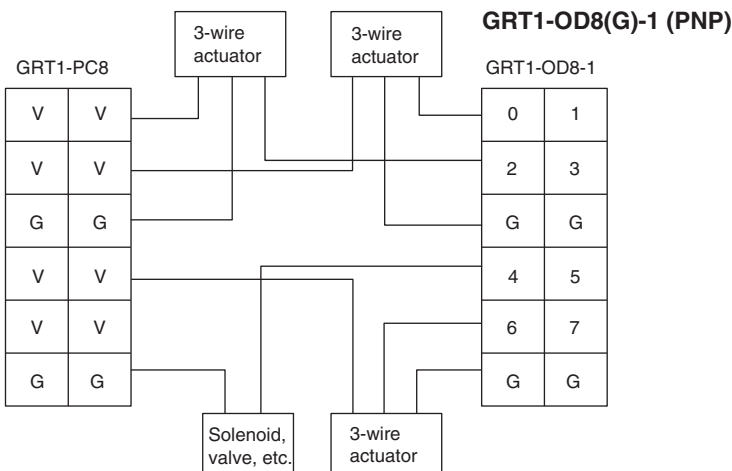 GRT1-OD8(G)-1 (PNP)
3-wire
actuator
3-wire
actuator
GRT1-PC8
GRT1-OD8-1
V V
0 1
V V
2 3
G G
G G
V V
4 5
V V
6 7
G G
G G
Solenoid,
valve, etc.
3-wire
actuator